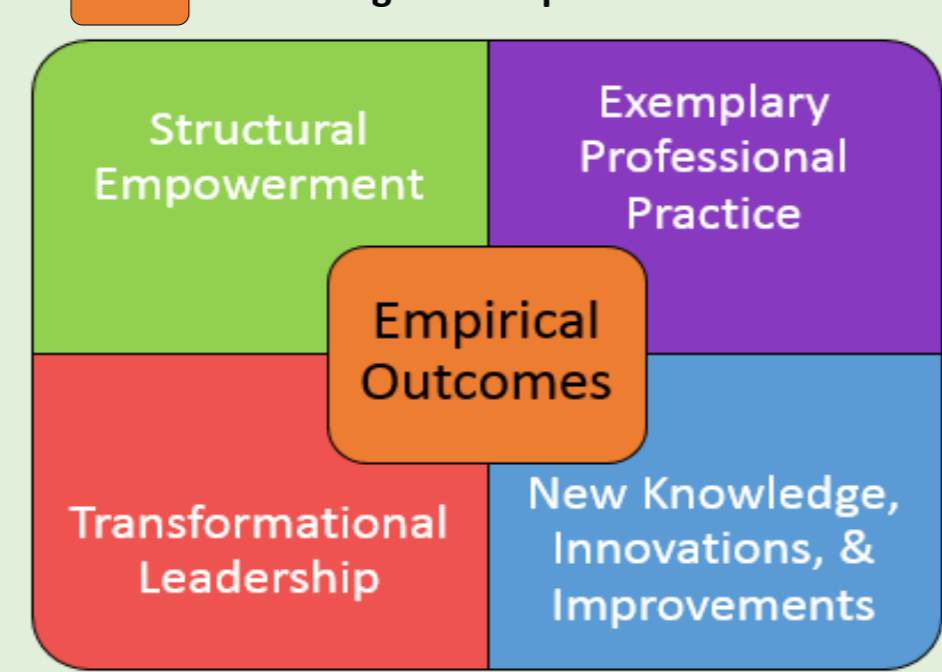 Structural
Empowerment
Exemplary
Professional
Practice
Empirical
Outcomes
Transformational
Leadership
New Knowledge,
Innovations, &
Improvements